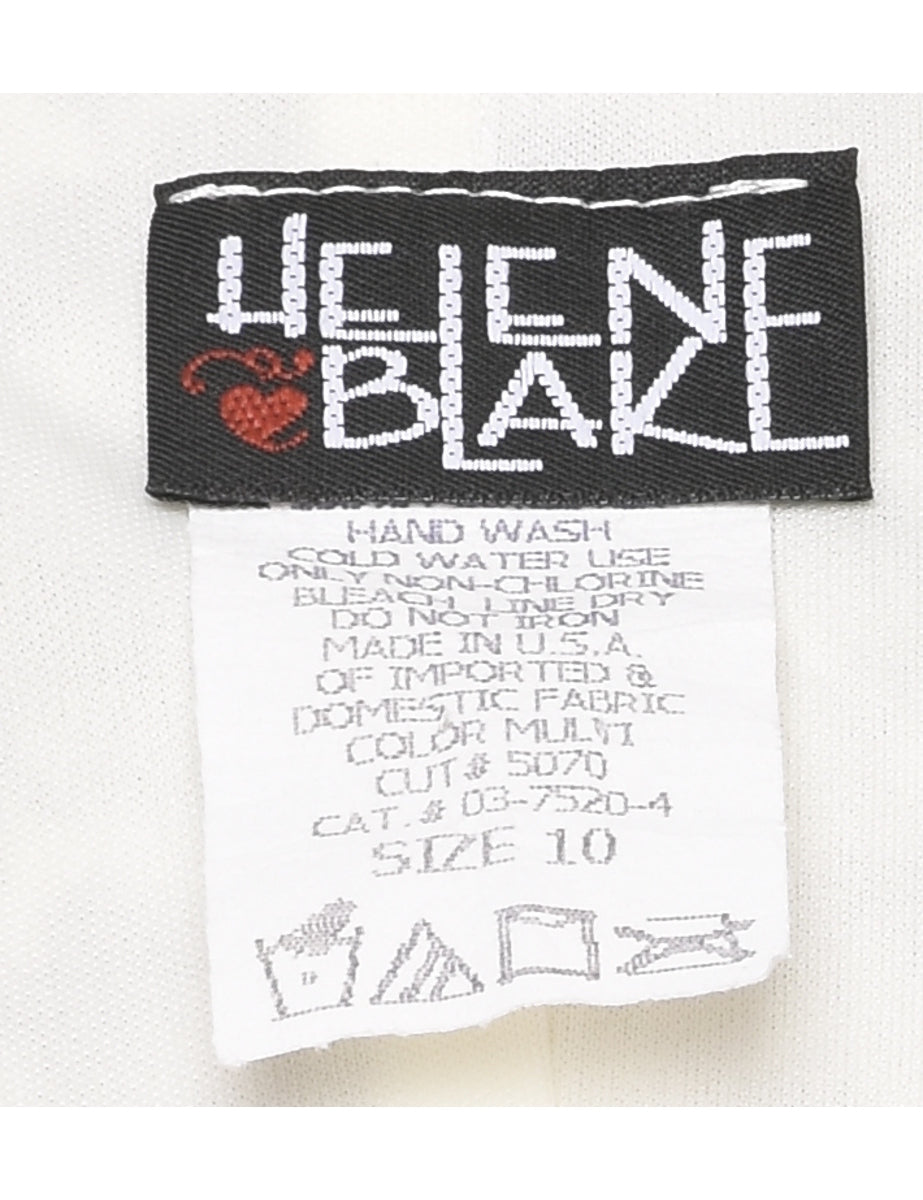 HELENE
BLAKE
HAND WASH
COLD WATER USE
ONLY NON-CHLORINE
BLEACH LINE DRY
DO NOT IRON
MADE IN U.S.A.
OF IMPORTED &
DOMESTIC FABRIC
COLOR MULTI
CUT# 5070
CAT.# 03-7520-4
SIZE 10